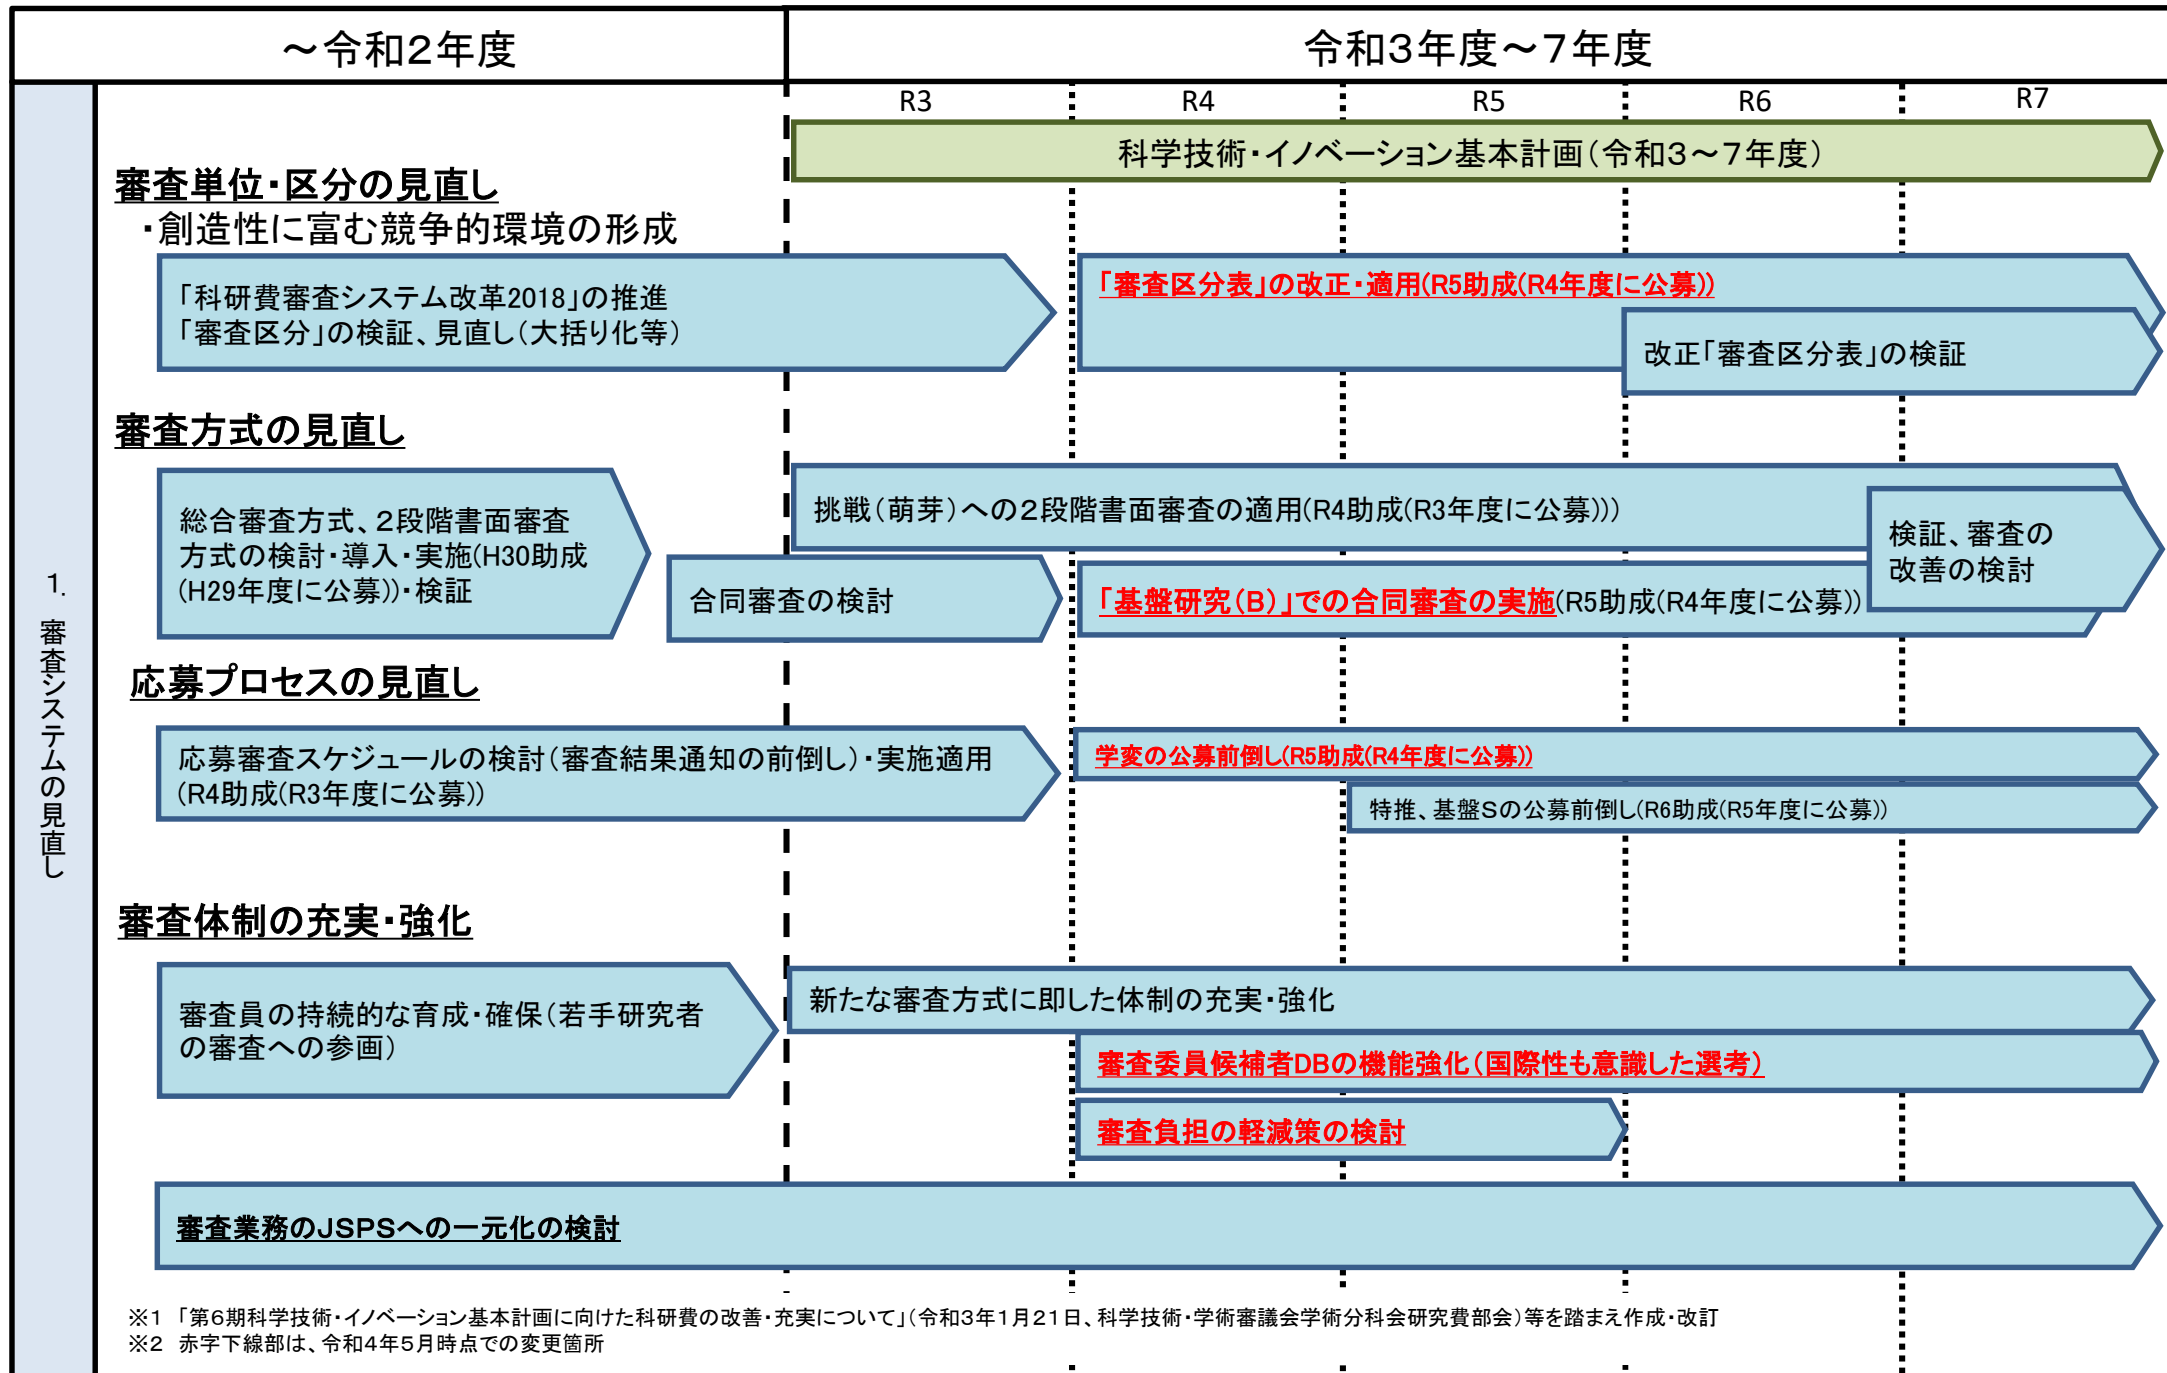 ～令和２年度
令和３年度～７年度
R3
R4
R5
R6
R7
科学技術・イノベーション基本計画（令和３～７年度）
１．審査システムの見直し
審査単位・区分の見直し
・創造性に富む競争的環境の形成
「科研費審査システム改革2018」の推進
「審査区分」の検証、見直し（大括り化等）
「審査区分表」の改正・適用(R5助成(R4年度に公募))
改正「審査区分表」の検証
審査方式の見直し
総合審査方式、２段階書面審査
方式の検討・導入・実施(H30助成
(H29年度に公募))・検証
合同審査の検討
挑戦（萌芽）への２段階書面審査の適用(R4助成(R3年度に公募)))
「基盤研究（B）」での合同審査の実施(R5助成(R4年度に公募))
検証、審査の
改善の検討
応募プロセスの見直し
応募審査スケジュールの検討（審査結果通知の前倒し）・実施適用
(R4助成(R3年度に公募))
学変の公募前倒し(R5助成(R4年度に公募))
特推、基盤Sの公募前倒し(R6助成(R5年度に公募))
審査体制の充実・強化
審査員の持続的な育成・確保（若手研究者
の審査への参画）
新たな審査方式に即した体制の充実・強化
審査委員候補者DBの機能強化（国際性も意識した選考）
審査負担の軽減策の検討
審査業務のＪＳＰＳへの一元化の検討
※１　「第６期科学技術・イノベーション基本計画に向けた科研費の改善・充実について」（令和３年１月２１日、科学技術・学術審議会学術分科会研究費部会）等を踏まえ作成・改訂
※２　赤字下線部は、令和４年５月時点での変更箇所